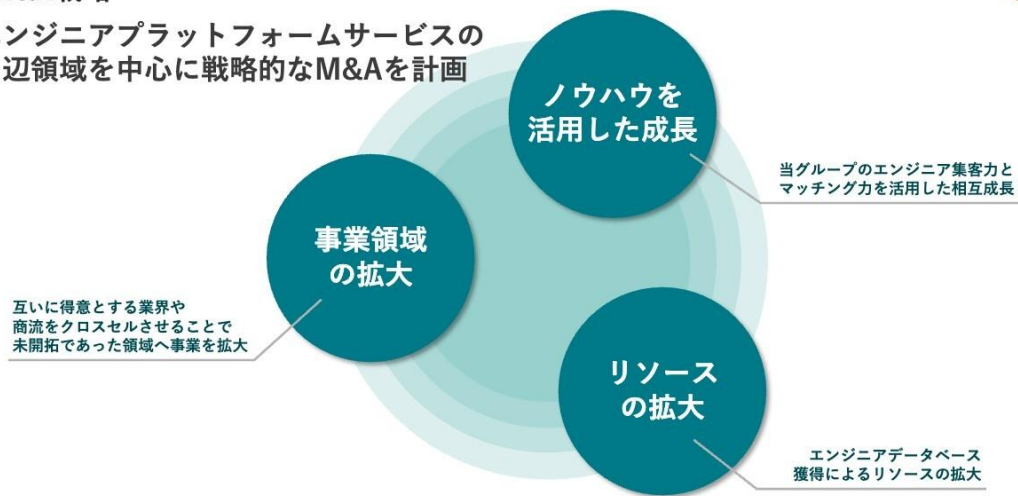 ンジニアプラットフォームサービスの
辺領域を中心に戦略的なM&Aを計画
ノウハウを
活用した成長
当グループのエンジニア集客力と
マッチング力を活用した相互成長
事業領域
の拡大
互いに得意とする業界や
商流をクロスセルさせることで
未開拓であった領域へ事業を拡大
リソース
の拡大
エンジニアデータベース
獲得によるリソースの拡大